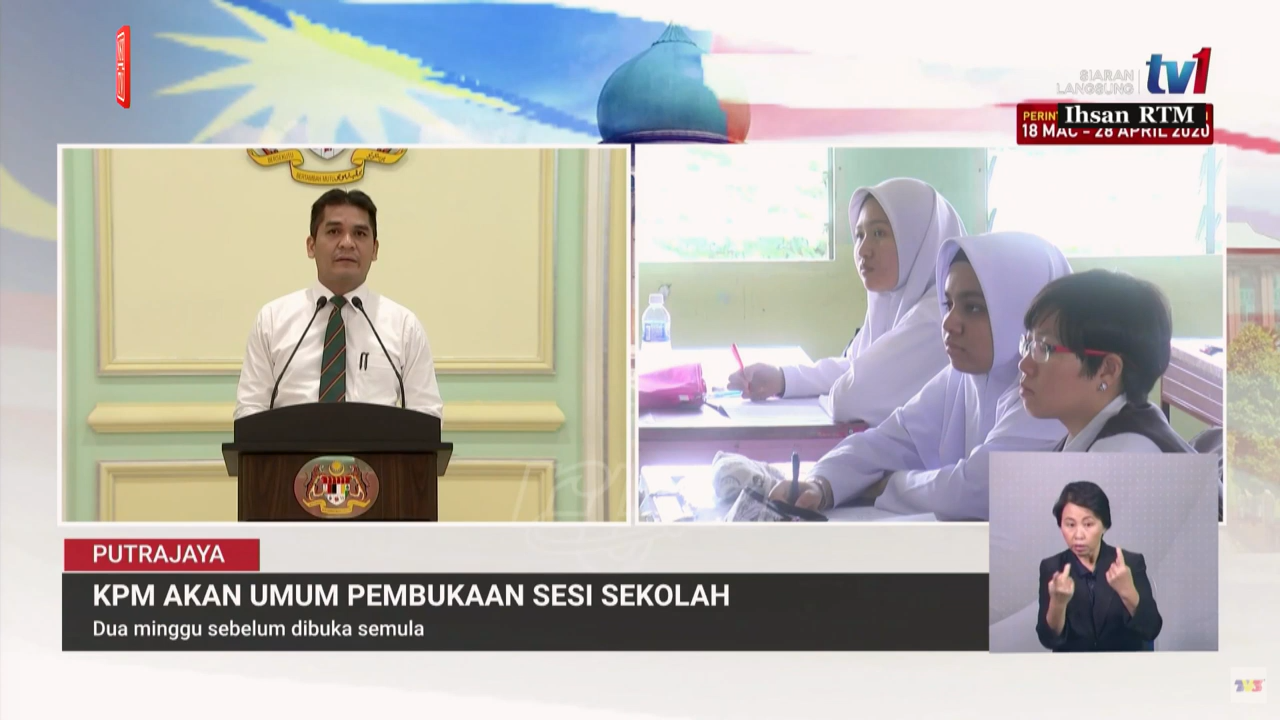 SIARAN
LANGSUNG
tv1
Ihsan RTM
18 MAC - 28 APRIL 2020
PUTRAJAYA
KPM AKAN UMUM PEMBUKAAN SESI SEKOLAH
Dua minggu sebelum dibuka semula